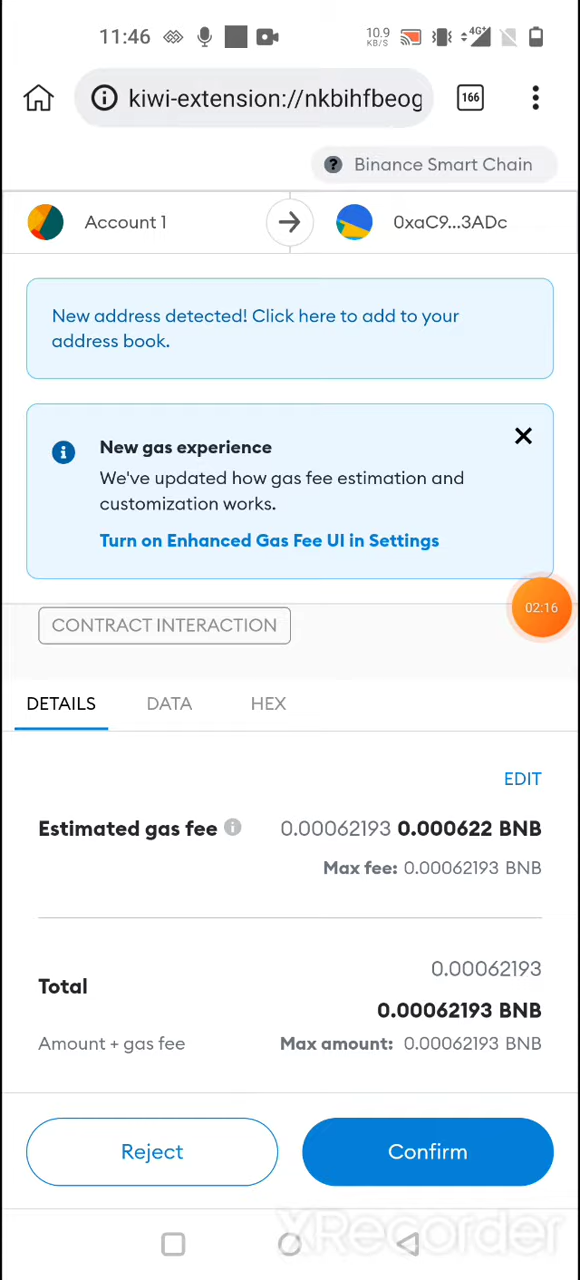 11:46
10.9
KB/S
4G+
kiwi-extension://nkbihfbeog
166
? Binance Smart Chain
Account 1
0xaC9...3ADc
New address detected! Click here to add to your
address book.
New gas experience
We've updated how gas fee estimation and
customization works.
Turn on Enhanced Gas Fee UI in Settings
02:16
CONTRACT INTERACTION
DETAILS DATA HEX
EDIT
Estimated gas fee 0.00062193 0.000622 BNB
Max fee: 0.00062193 BNB
0.00062193
Total
0.00062193 BNB
Amount + gas fee Max amount: 0.00062193 BNB
Reject Confirm
XRecorder